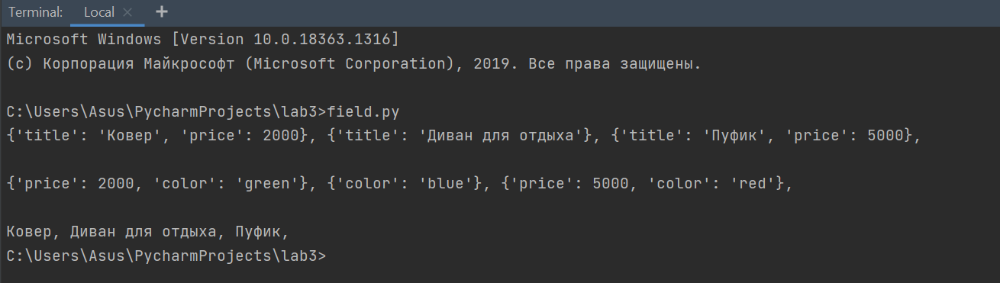 Terminal: Local × +
Microsoft Windows [Version 10.0.18363.1316]
(c) Корпорация Майкрософт (Microsoft Corporation), 2019. Все права защищены.
C:\Users\Asus\PycharmProjects\lab3>field.py
{'title': 'Ковер', 'price': 2000}, {'title': 'Диван для отдыха'}, {'title': 'Пуфик', 'price': 5000},
{'price': 2000, 'color': 'green'}, {'color': 'blue'}, {'price': 5000, 'color': 'red'},
Ковер, Диван для отдыха, Пуфик,
C:\Users\Asus\PycharmProjects\lab3>